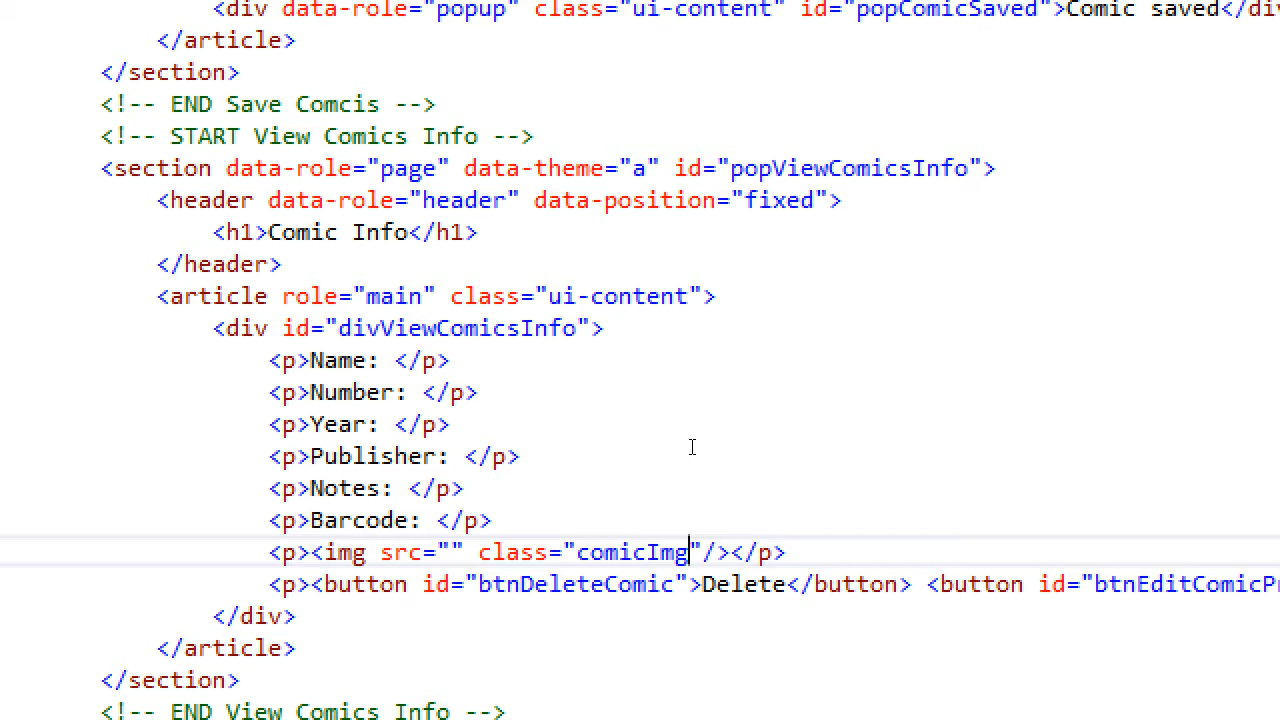 <div data-role="popup" class="ui-content" id="popComicSaved">Comic saved</div
</article>
</section>
<!-- END Save Comcis -->
<!-- START View Comics Info -->
<section data-role="page" data-theme="a" id="popViewComicsInfo">
<header data-role="header" data-position="fixed">
<h1>Comic Info</h1>
</header>
<article role="main" class="ui-content">
<div id="divViewComicsInfo">
<p>Name: </p>
<p>Number: </p>
<p>Year: </p>
<p>Publisher: </p>
<p>Notes: </p>
<p>Barcode: </p>
<p><img src="" class="comicImg"/></p>
<p><button id="btnDeleteComic">Delete</button> <button id="btnEditComicPr
</div>
</article>
</section>
<!-- END View Comics Info -->